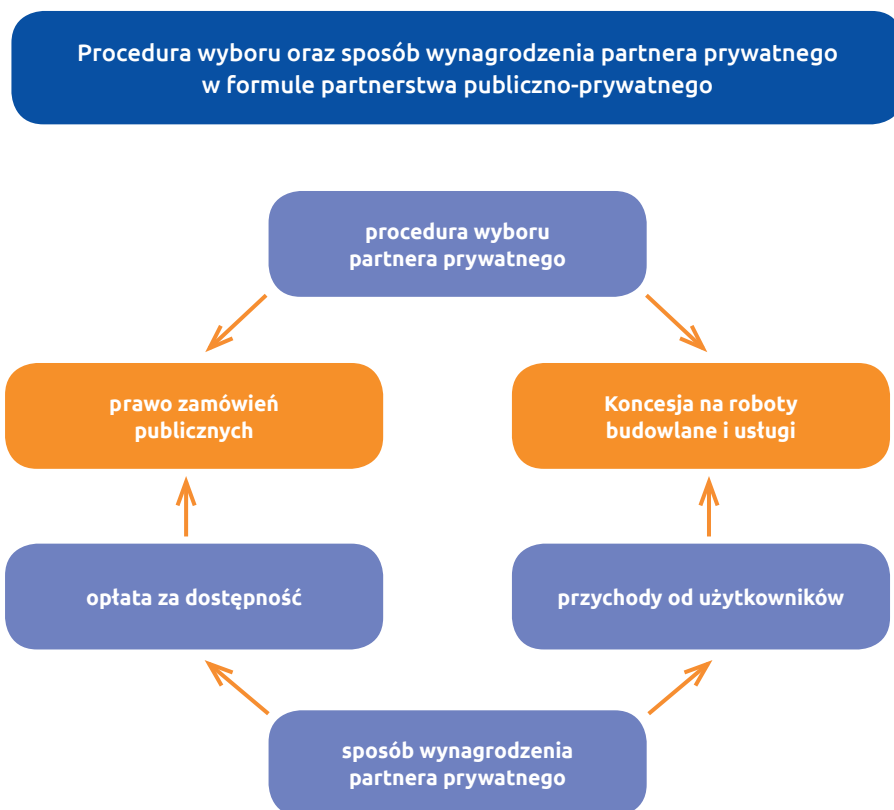 Procedura wyboru oraz sposób wynagrodzenia partnera prywatnego
w formule partnerstwa publiczno-prywatnego
procedura wyboru
partnera prywatnego
prawo zamówień
publicznych
Koncesja na roboty
budowlane i usługi
opłata za dostępność
przychody od użytkowników
sposób wynagrodzenia
partnera prywatnego